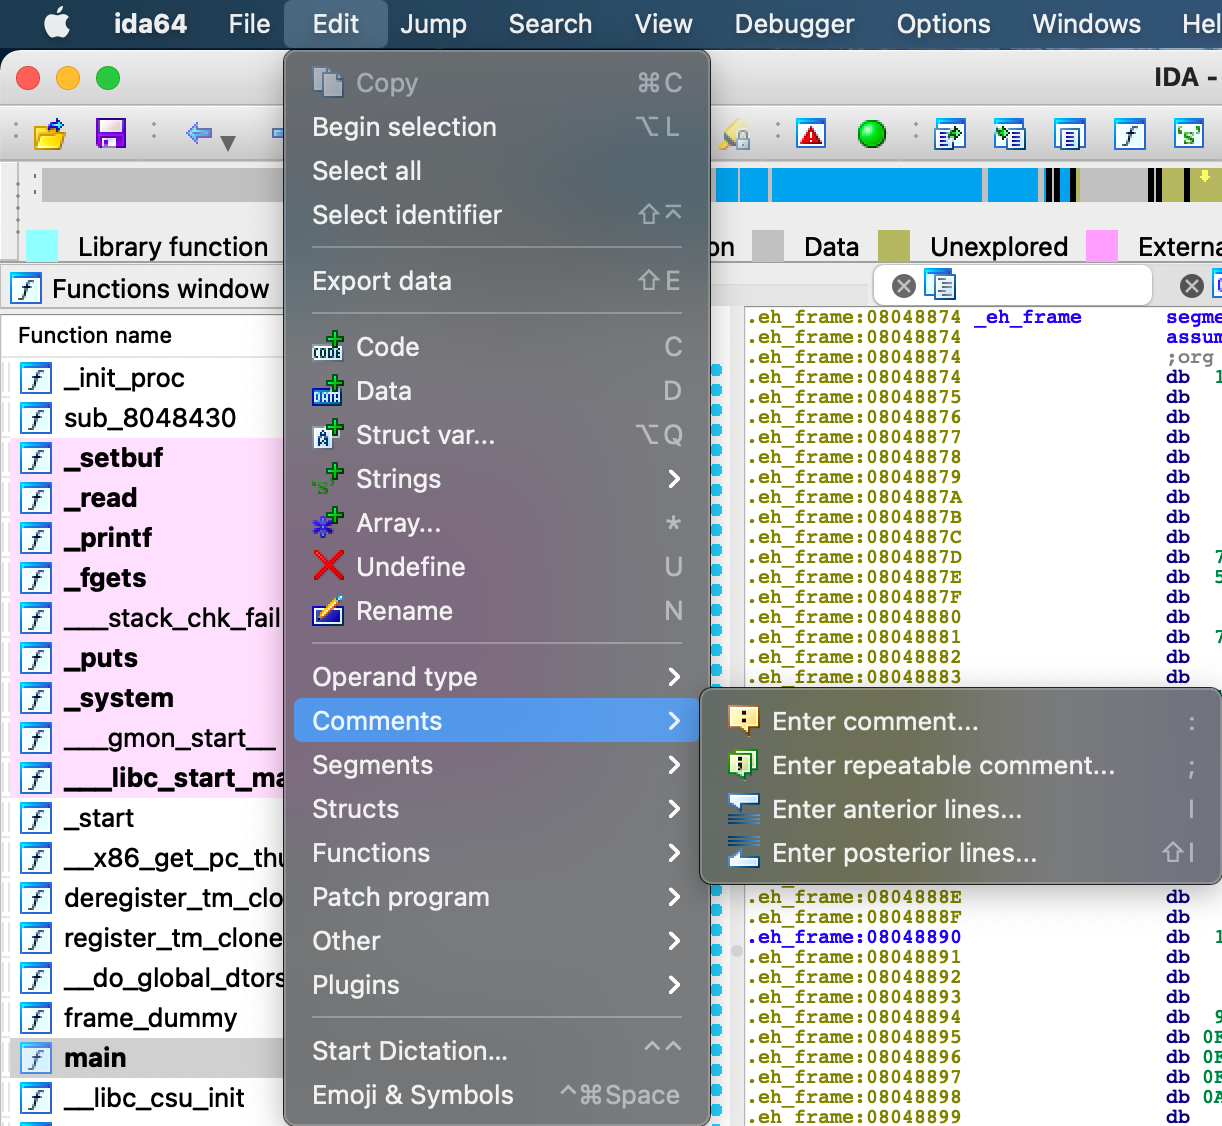 ida64 File Edit Jump Search View Debugger Options Windows Hel
IDA -
Copy ⌘C
Begin selection ⌥L
Select all
Select identifier ⇧⌅
Export data ⇧E
Code C
Data D
Struct var... ⌥Q
Strings
Array... *
Undefine U
Rename N
Operand type
Comments
Segments
Structs
Functions
Patch program
Other
Plugins
Start Dictation... ^^
Emoji & Symbols ^⌘Space
Enter comment... :
Enter repeatable comment... ;
Enter anterior lines... I
Enter posterior lines... ⇧I
Library function
on Data Unexplored Externa
Functions window
Function name
_init_proc
sub_8048430
_setbuf
_read
_printf
_fgets
___stack_chk_fail
_puts
_system
___gmon_start__
___libc_start_ma
_start
__x86_get_pc_thu
deregister_tm_clo
register_tm_clone
__do_global_dtors
frame_dummy
main
__libc_csu_init
.eh_frame:08048874 _eh_frame segme
.eh_frame:08048874 assum
.eh_frame:08048874 ;org
.eh_frame:08048874 db 1
.eh_frame:08048875 db
.eh_frame:08048876 db
.eh_frame:08048877 db
.eh_frame:08048878 db
.eh_frame:08048879 db
.eh_frame:0804887A db
.eh_frame:0804887B db
.eh_frame:0804887C db
.eh_frame:0804887D db 7
.eh_frame:0804887E db 5
.eh_frame:0804887F db
.eh_frame:08048880 db
.eh_frame:08048881 db 7
.eh_frame:08048882 db
.eh_frame:08048883 db
.eh_frame:0804888E db
.eh_frame:0804888F db
.eh_frame:08048890 db 1
.eh_frame:08048891 db
.eh_frame:08048892 db
.eh_frame:08048893 db
.eh_frame:08048894 db 9
.eh_frame:08048895 db 0F
.eh_frame:08048896 db 0F
.eh_frame:08048897 db 0F
.eh_frame:08048898 db 0A
.eh_frame:08048899 db